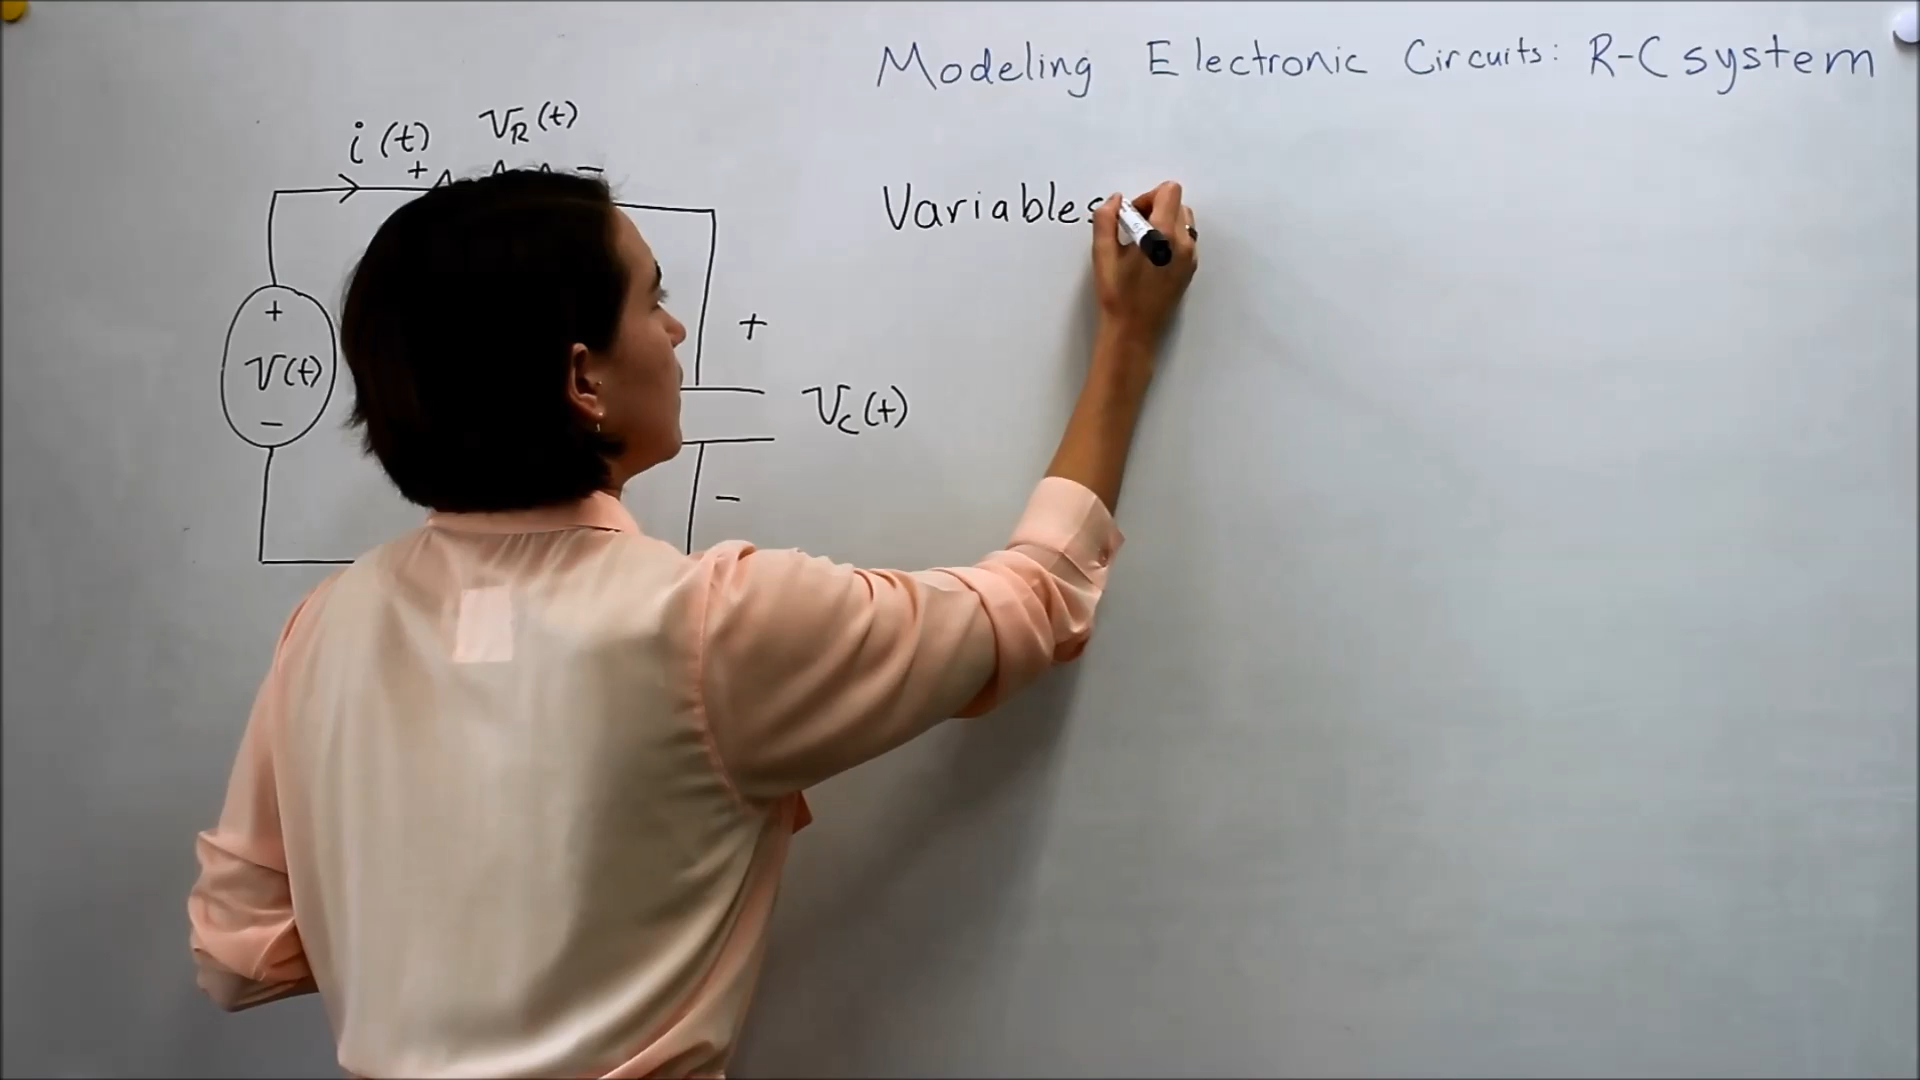 Modeling Electronic Circuits: R-C system
i(t)
V_R(t)
+
-
Variables
+
V(t)
-
+
V_C(t)
-